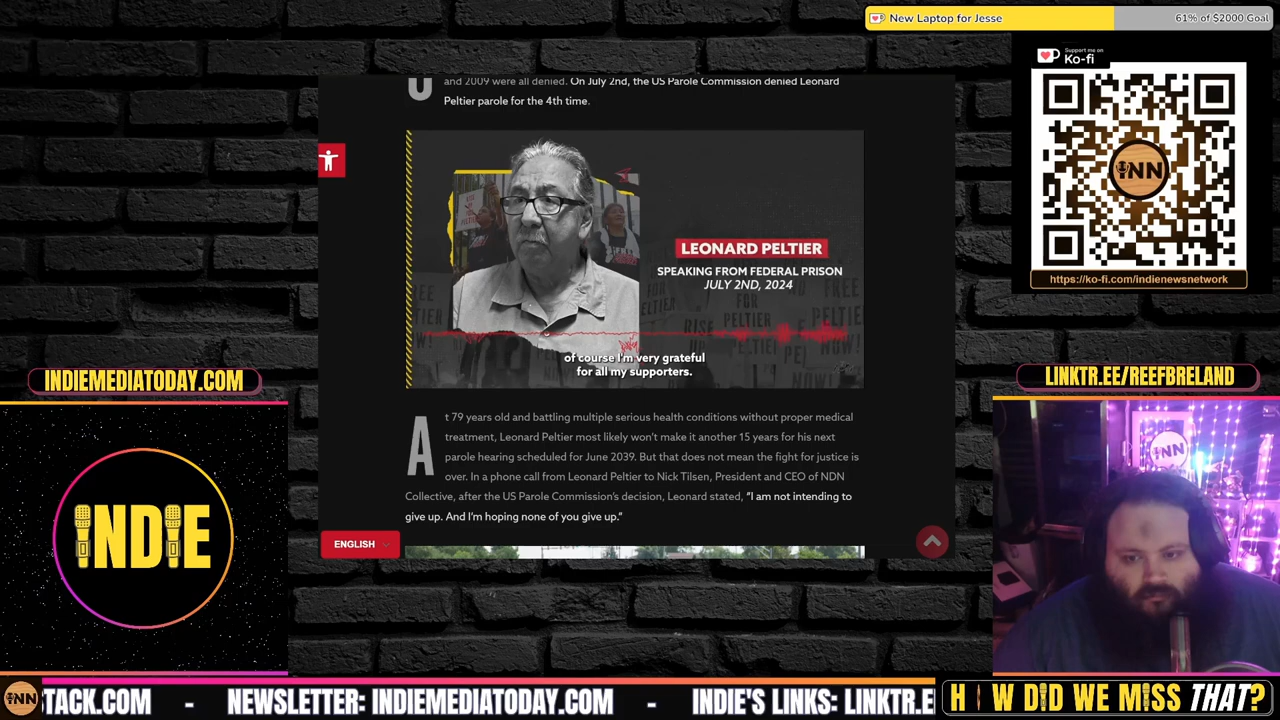 New Laptop for Jesse
61% of $2000 Goal
Support me on
Ko-fi
INN
https://ko-fi.com/indienewsnetwork
and 2009 were all denied. On July 2nd, the US Parole Commission denied Leonard
Peltier parole for the 4th time.
LEONARD PELTIER
SPEAKING FROM FEDERAL PRISON
JULY 2ND, 2024
of course I'm very grateful
for all my supporters.
At 79 years old and battling multiple serious health conditions without proper medical
treatment, Leonard Peltier most likely won't make it another 15 years for his next
parole hearing scheduled for June 2039. But that does not mean the fight for justice is
over. In a phone call from Leonard Peltier to Nick Tilsen, President and CEO of NDN
Collective, after the US Parole Commission's decision, Leonard stated, "I am not intending to
give up. And I'm hoping none of you give up."
ENGLISH
INDIEMEDIATODAY.COM
INDIE
LINKTR.EE/REEFBRELAND
INN
INN
STACK.COM - NEWSLETTER: INDIEMEDIATODAY.COM - INDIE'S LINKS: LINKTR.E
HOW DID WE MISS THAT?